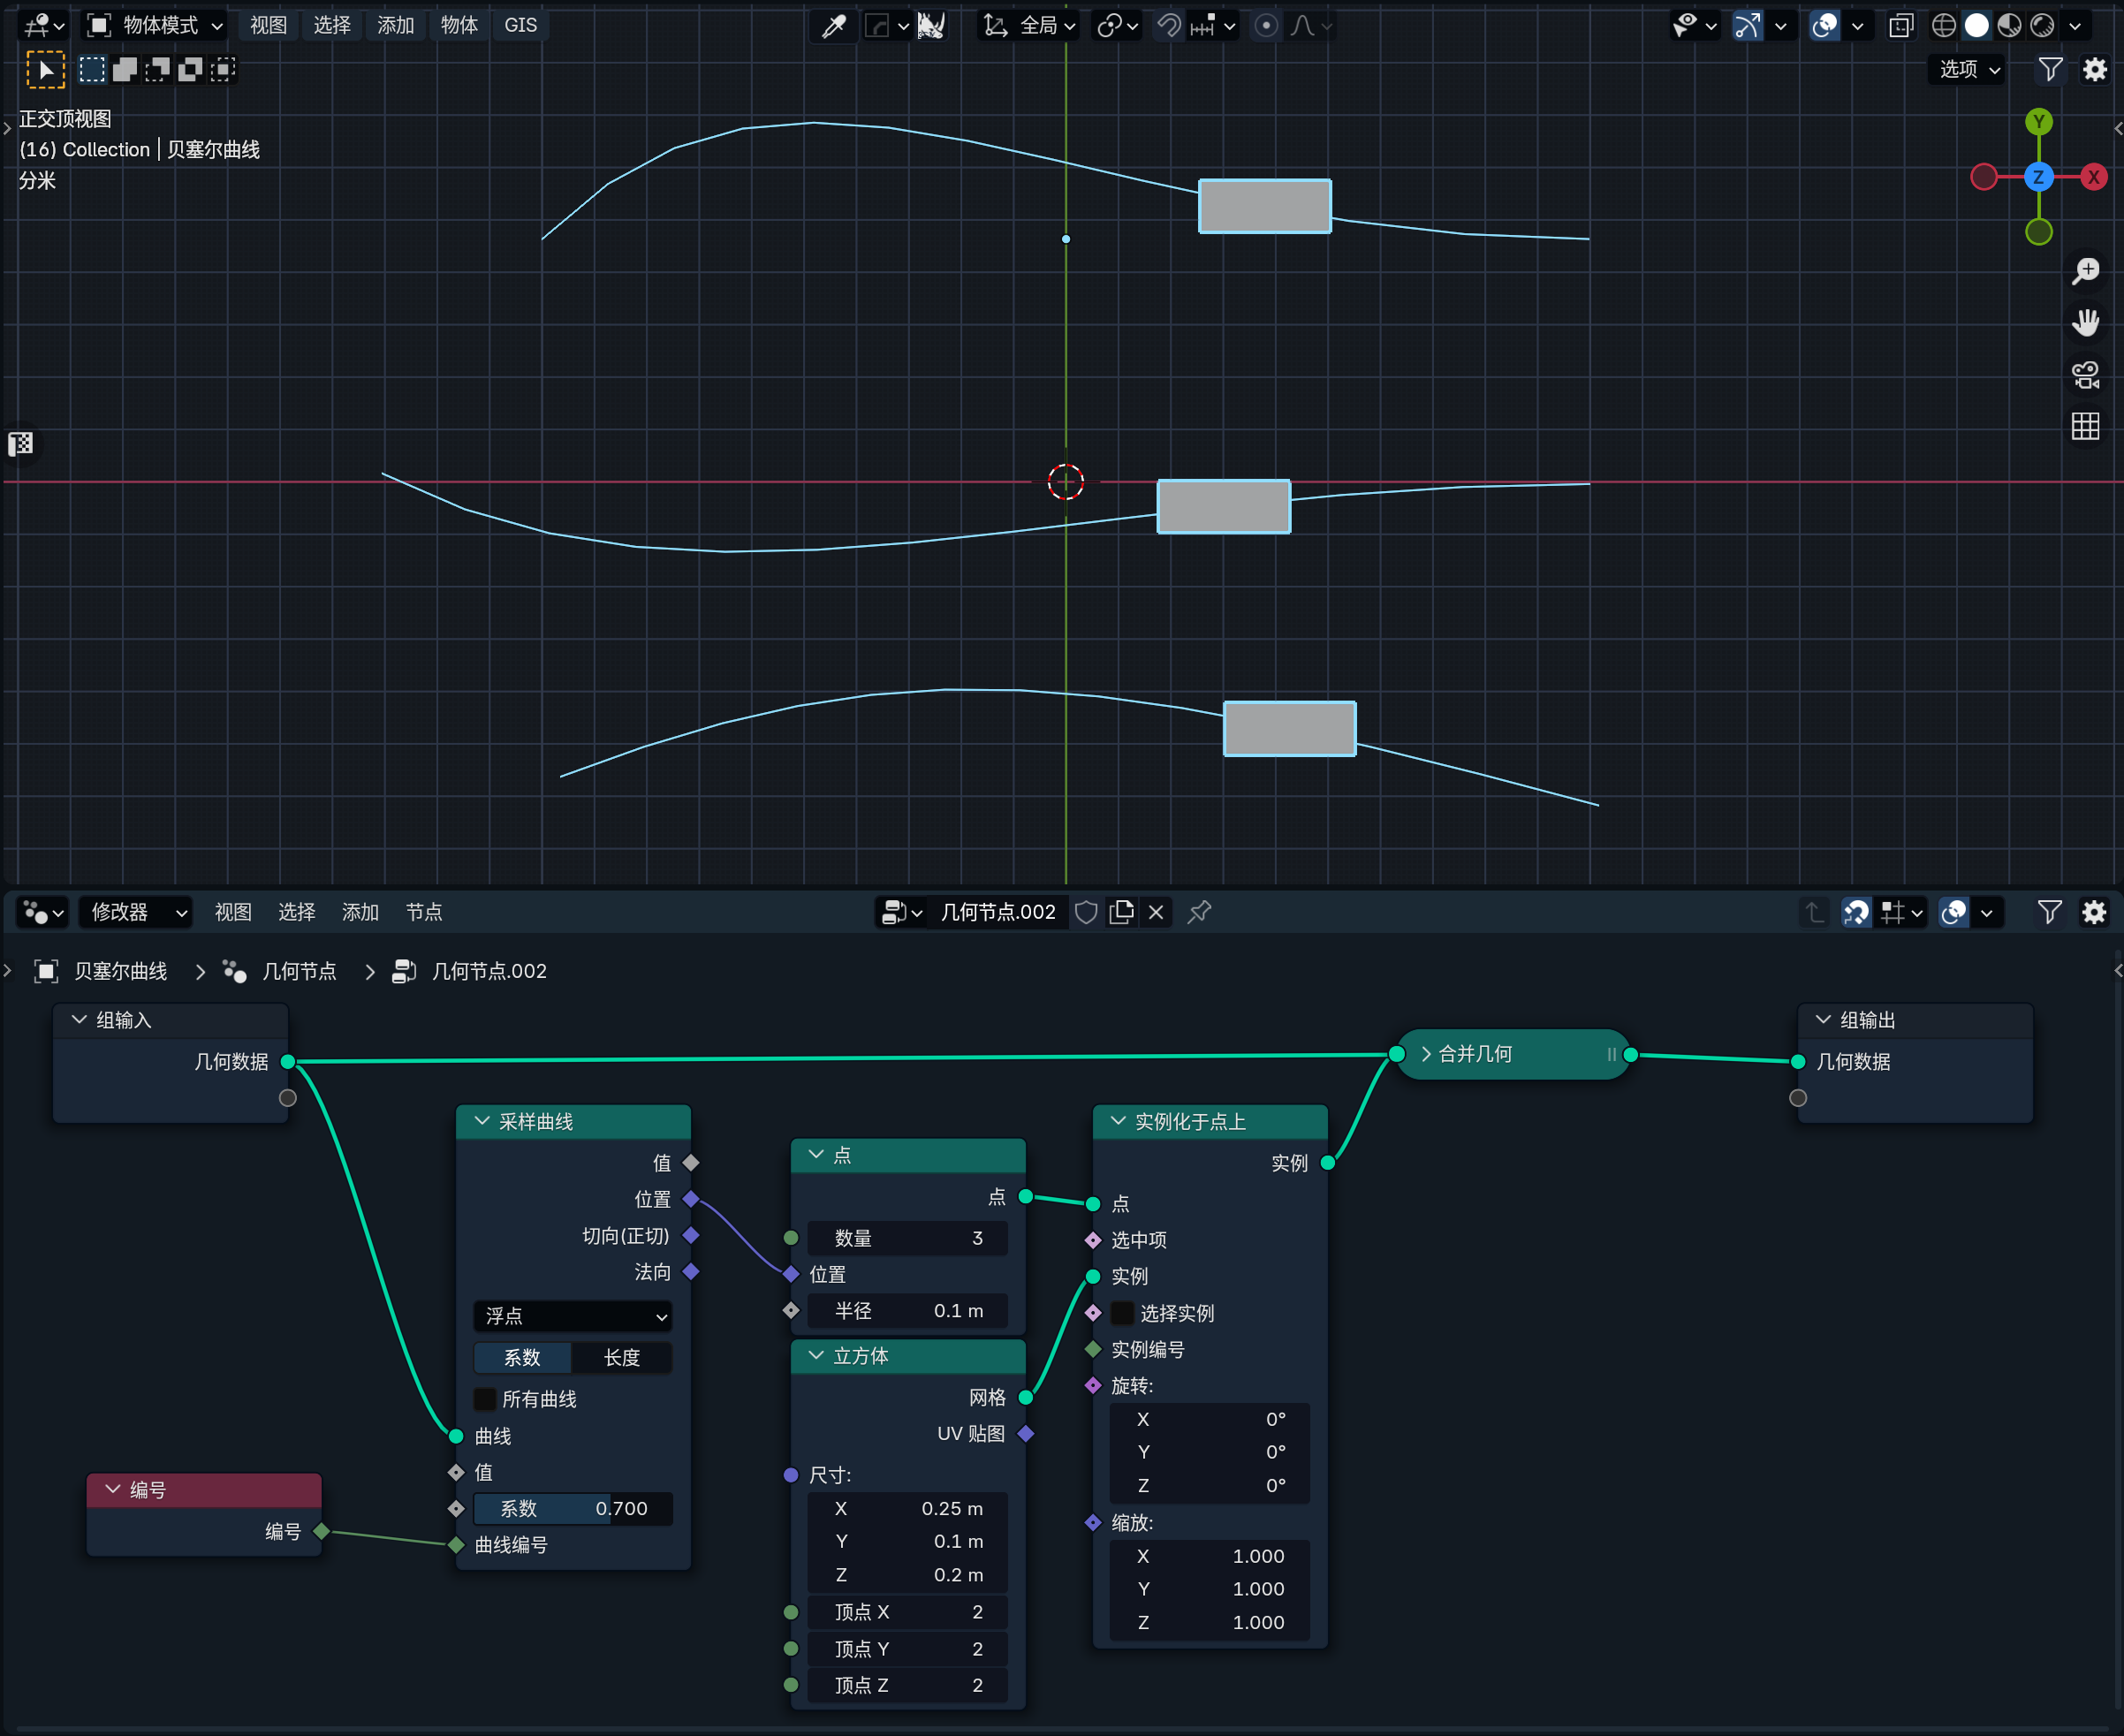 物体模式 视图 选择 添加 物体 GIS 全局
选项
正交顶视图
(16) Collection | 贝塞尔曲线
分米
Y
Z
X
修改器 视图 选择 添加 节点 几何节点.002
贝塞尔曲线 几何节点 几何节点.002
组输入
几何数据
编号
编号
采样曲线
值
位置
切向(正切)
法向
浮点
系数 长度
所有曲线
曲线
值
系数 0.700
曲线编号
点
点
数量 3
位置
半径 0.1 m
立方体
网格
UV 贴图
尺寸:
X 0.25 m
Y 0.1 m
Z 0.2 m
顶点 X 2
顶点 Y 2
顶点 Z 2
实例化于点上
实例
点
选中项
实例
选择实例
实例编号
旋转:
X 0°
Y 0°
Z 0°
缩放:
X 1.000
Y 1.000
Z 1.000
合并几何
组输出
几何数据